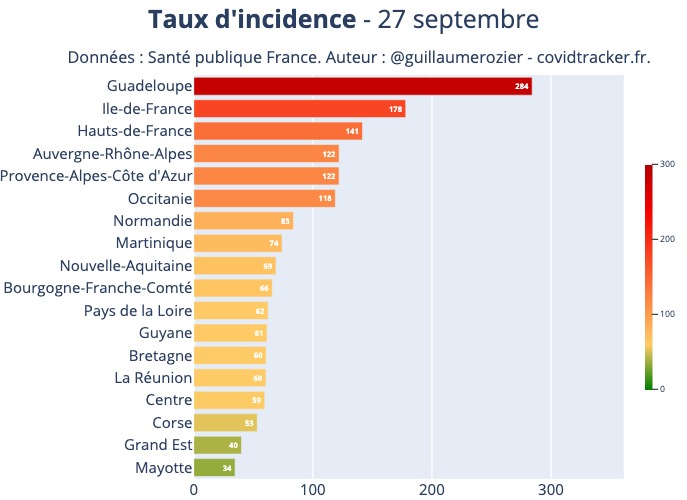 Taux d'incidence - 27 septembre
Données : Santé publique France. Auteur : @guillaumerozier - covidtracker.fr.
Guadeloupe 284
Ile-de-France 178
Hauts-de-France 141
Auvergne-Rhône-Alpes 122
Provence-Alpes-Côte d'Azur 122
Occitanie 118
Normandie 83
Martinique 74
Nouvelle-Aquitaine 69
Bourgogne-Franche-Comté 66
Pays de la Loire 62
Guyane 61
Bretagne 60
La Réunion 60
Centre 59
Corse 53
Grand Est 40
Mayotte 34
0 100 200 300
300
200
100
0